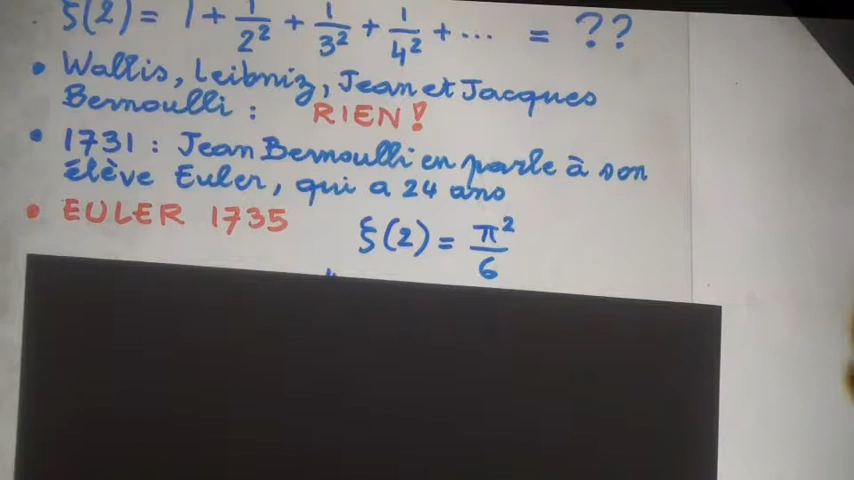 ξ(2) = 1 + 1/2² + 1/3² + 1/4² + ... = ??
• Wallis, Leibniz, Jean et Jacques
Bernoulli : RIEN !
• 1731 : Jean Bernoulli en parle à son
élève Euler, qui a 24 ans
• EULER 1735
ξ(2) = π²/6